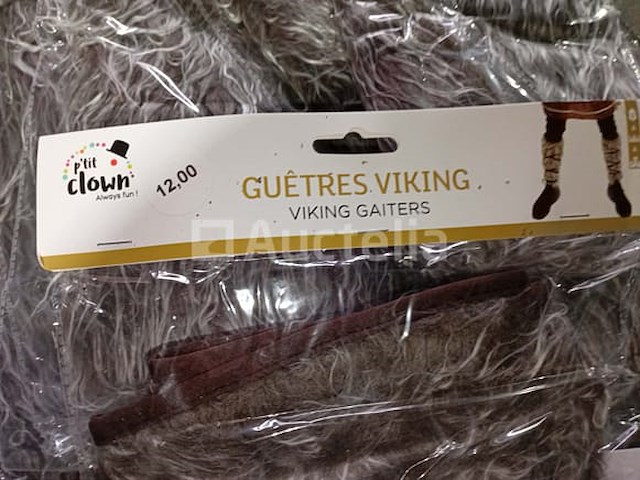 p'tit
clown
Always fun !
12,00
GUÊTRES VIKING
VIKING GAITERS
Auctelia